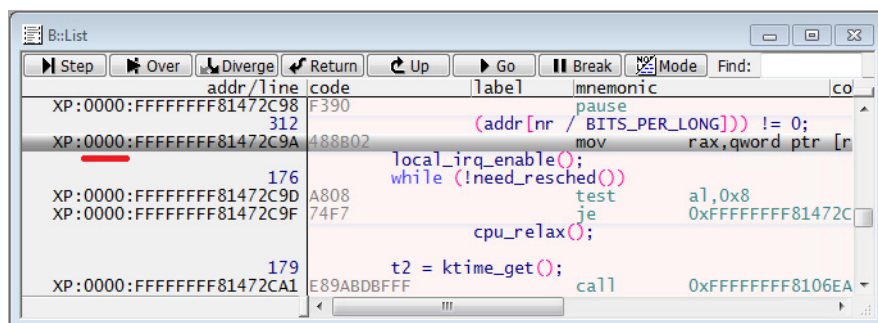 B::List
Step Over Diverge Return Up Go Break Mode Find:
addr/line code label mnemonic co
XP:0000:FFFFFFFF81472C98 F390 pause
312 (addr[nr / BITS_PER_LONG])) != 0;
XP:0000:FFFFFFFF81472C9A 488B02 mov rax,qword ptr [r
local_irq_enable();
176 while (!need_resched())
XP:0000:FFFFFFFF81472C9D A808 test al,0x8
XP:0000:FFFFFFFF81472C9F 74F7 je 0xFFFFFFFF81472C
cpu_relax();
179 t2 = ktime_get();
XP:0000:FFFFFFFF81472CA1 E89ABDBFFF call 0xFFFFFFFF8106EA